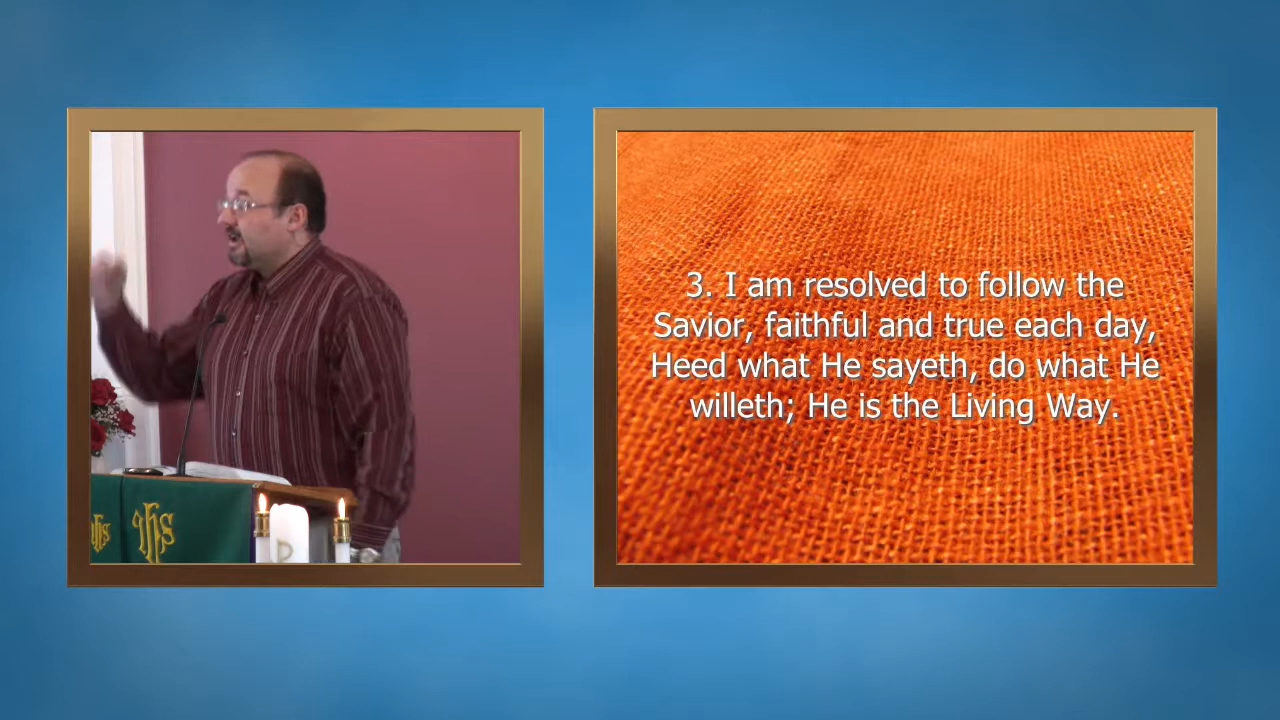 3. I am resolved to follow the
Savior, faithful and true each day,
Heed what He sayeth, do what He
willeth; He is the Living Way.
IHS
IHS